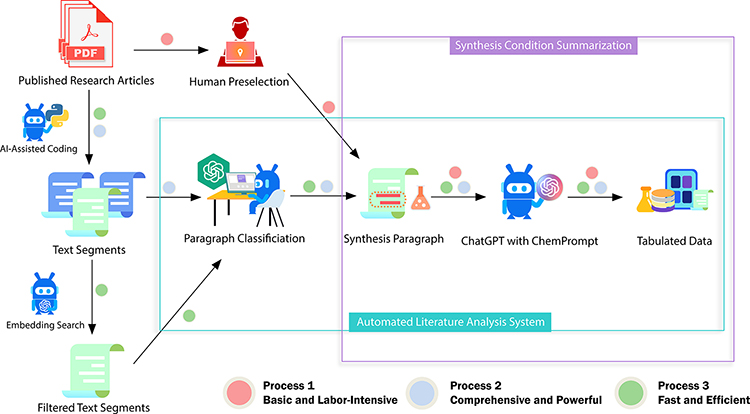 PDF
Synthesis Condition Summarization
Published Research Articles
Human Preselection
AI-Assisted Coding
Text Segments
Paragraph Classificiation
Synthesis Paragraph
ChatGPT with ChemPrompt
Tabulated Data
Embedding Search
Automated Literature Analysis System
Filtered Text Segments
Process 1
Basic and Labor-Intensive
Process 2
Comprehensive and Powerful
Process 3
Fast and Efficient